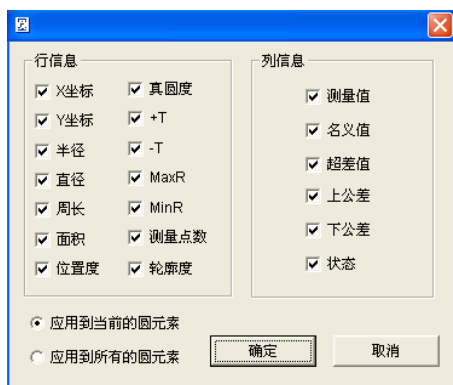 行信息
列信息
X坐标
真圆度
Y坐标
+T
半径
-T
直径
MaxR
周长
MinR
面积
测量点数
位置度
轮廓度
测量值
名义值
超差值
上公差
下公差
状态
应用到当前的圆元素
应用到所有的圆元素
确定
取消